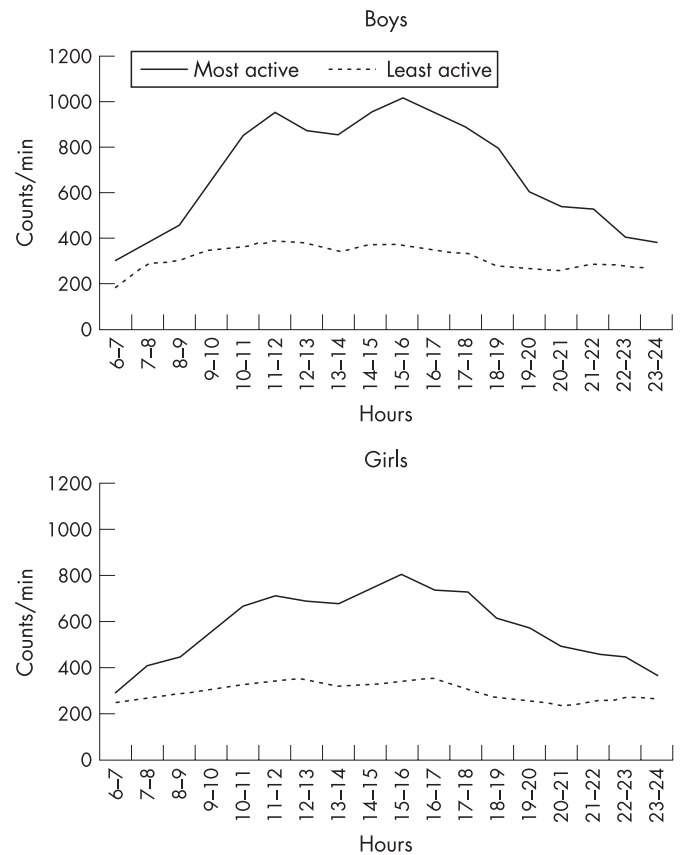 Boys
1200
Most active Least active
1000
800
600
400
200
0
Counts/min
6–7 7–8 8–9 9–10 10–11 11–12 12–13 13–14 14–15 15–16 16–17 17–18 18–19 19–20 20–21 21–22 22–23 23–24
Hours
Girls
1200
1000
800
600
400
200
0
Counts/min
6–7 7–8 8–9 9–10 10–11 11–12 12–13 13–14 14–15 15–16 16–17 17–18 18–19 19–20 20–21 21–22 22–23 23–24
Hours